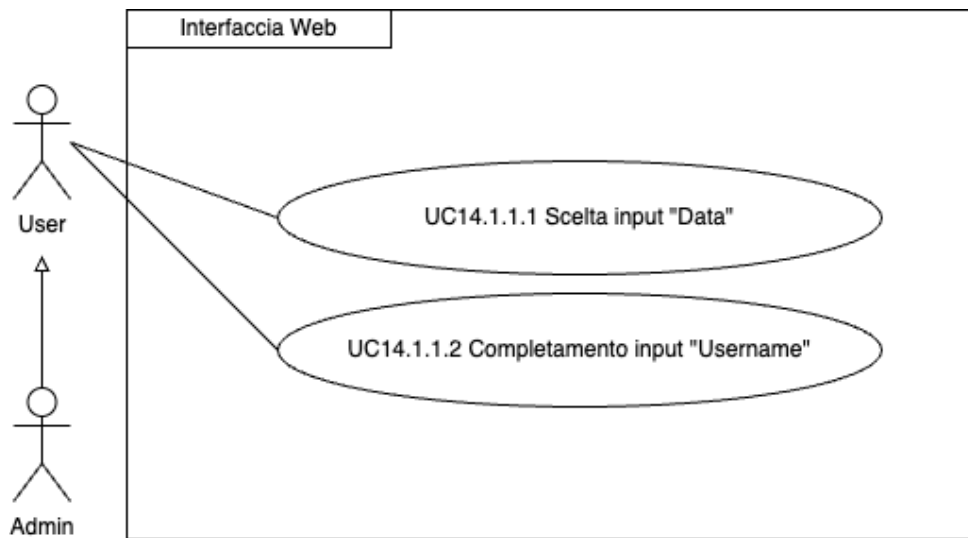 Interfaccia Web
User
UC14.1.1.1 Scelta input "Data"
UC14.1.1.2 Completamento input "Username"
Admin